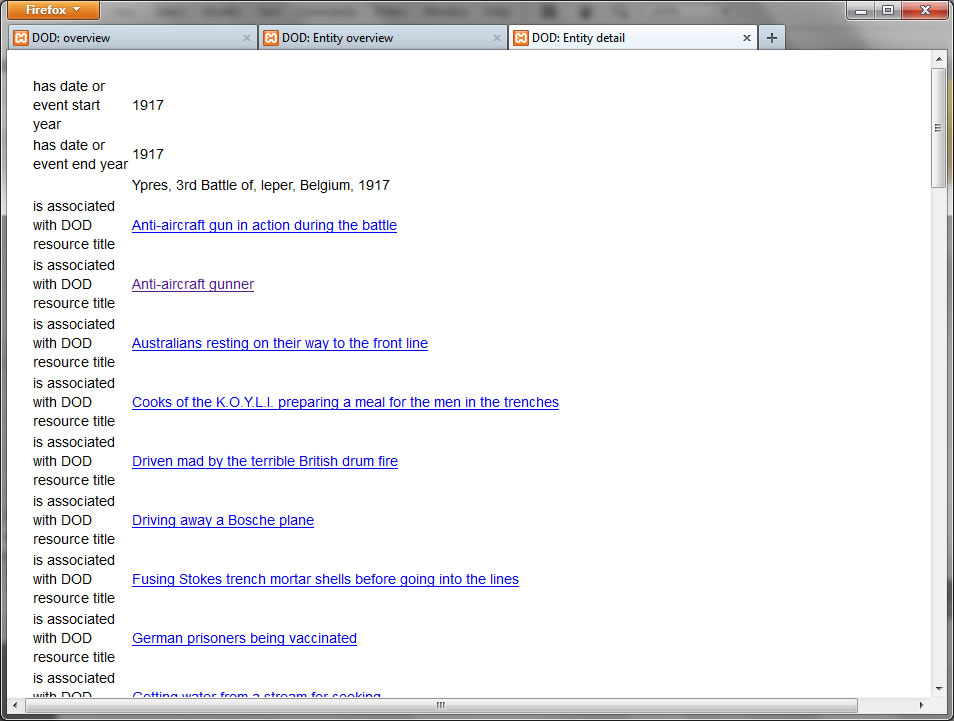 Firefox
DOD: overview
DOD: Entity overview
DOD: Entity detail
has date or
event start
year
1917
has date or
event end year
1917
Ypres, 3rd Battle of, Ieper, Belgium, 1917
is associated
with DOD
resource title
Anti-aircraft gun in action during the battle
is associated
with DOD
resource title
Anti-aircraft gunner
is associated
with DOD
resource title
Australians resting on their way to the front line
is associated
with DOD
resource title
Cooks of the K.O.Y.L.I. preparing a meal for the men in the trenches
is associated
with DOD
resource title
Driven mad by the terrible British drum fire
is associated
with DOD
resource title
Driving away a Bosche plane
is associated
with DOD
resource title
Fusing Stokes trench mortar shells before going into the lines
is associated
with DOD
resource title
German prisoners being vaccinated
is associated
with DOD
Getting water from a stream for cooking